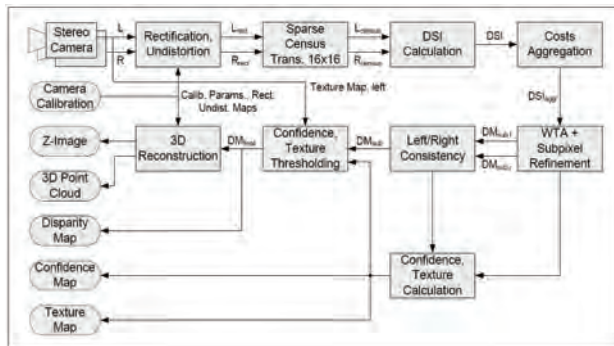 Stereo
Camera
L
R
Rectification,
Undistortion
Lrect
Rrect
Sparse
Census
Trans. 16x16
Lcensus
Rcensus
DSI
Calculation
DSI
Costs
Aggregation
Camera
Calibration
Calib. Params., Rect.
Undist. Maps
Texture Map, left
DSIaggr
Z-Image
3D
Reconstruction
DMfinal
Confidence,
Texture
Thresholding
DMsub
Left/Right
Consistency
DMsub,l
DMsub,r
WTA +
Subpixel
Refinement
3D Point
Cloud
Disparity
Map
Confidence
Map
Confidence,
Texture
Calculation
Texture
Map